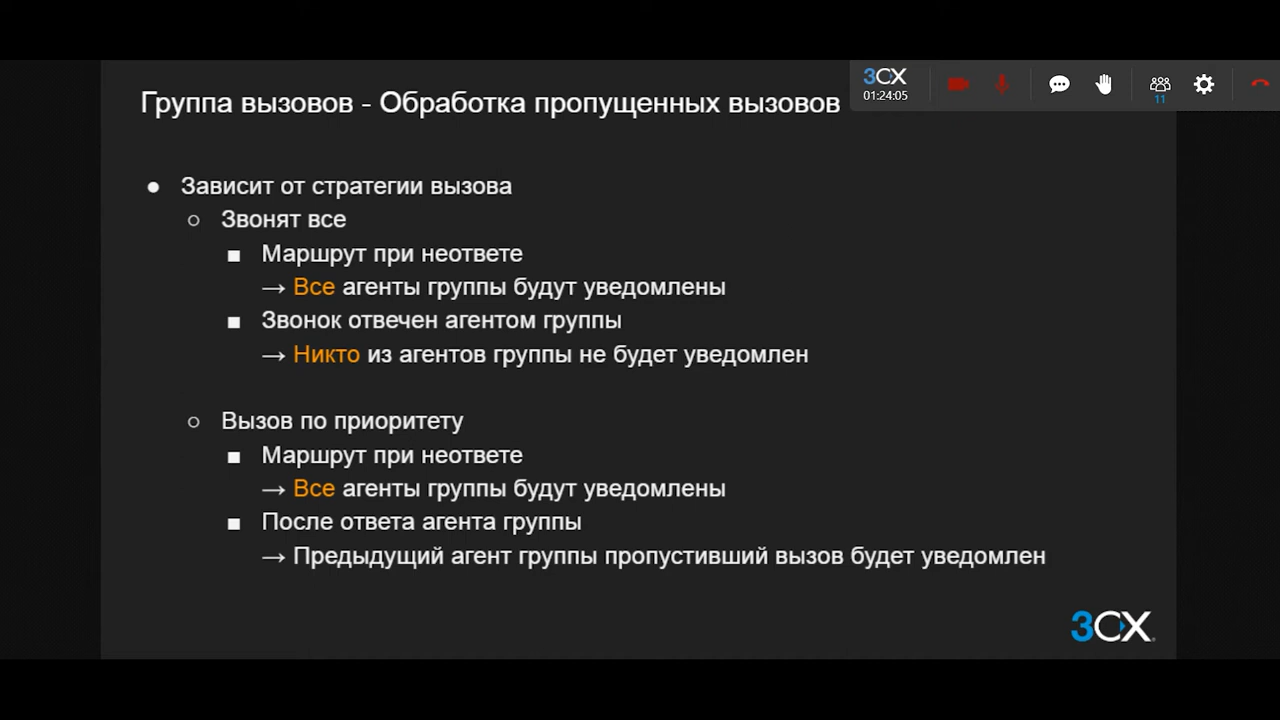 3CX
01:24:05
11
Группа вызовов - Обработка пропущенных вызовов
● Зависит от стратегии вызова
○ Звонят все
■ Маршрут при неответе
→ Все агенты группы будут уведомлены
■ Звонок отвечен агентом группы
→ Никто из агентов группы не будет уведомлен
○ Вызов по приоритету
■ Маршрут при неответе
→ Все агенты группы будут уведомлены
■ После ответа агента группы
→ Предыдущий агент группы пропустивший вызов будет уведомлен
3CX